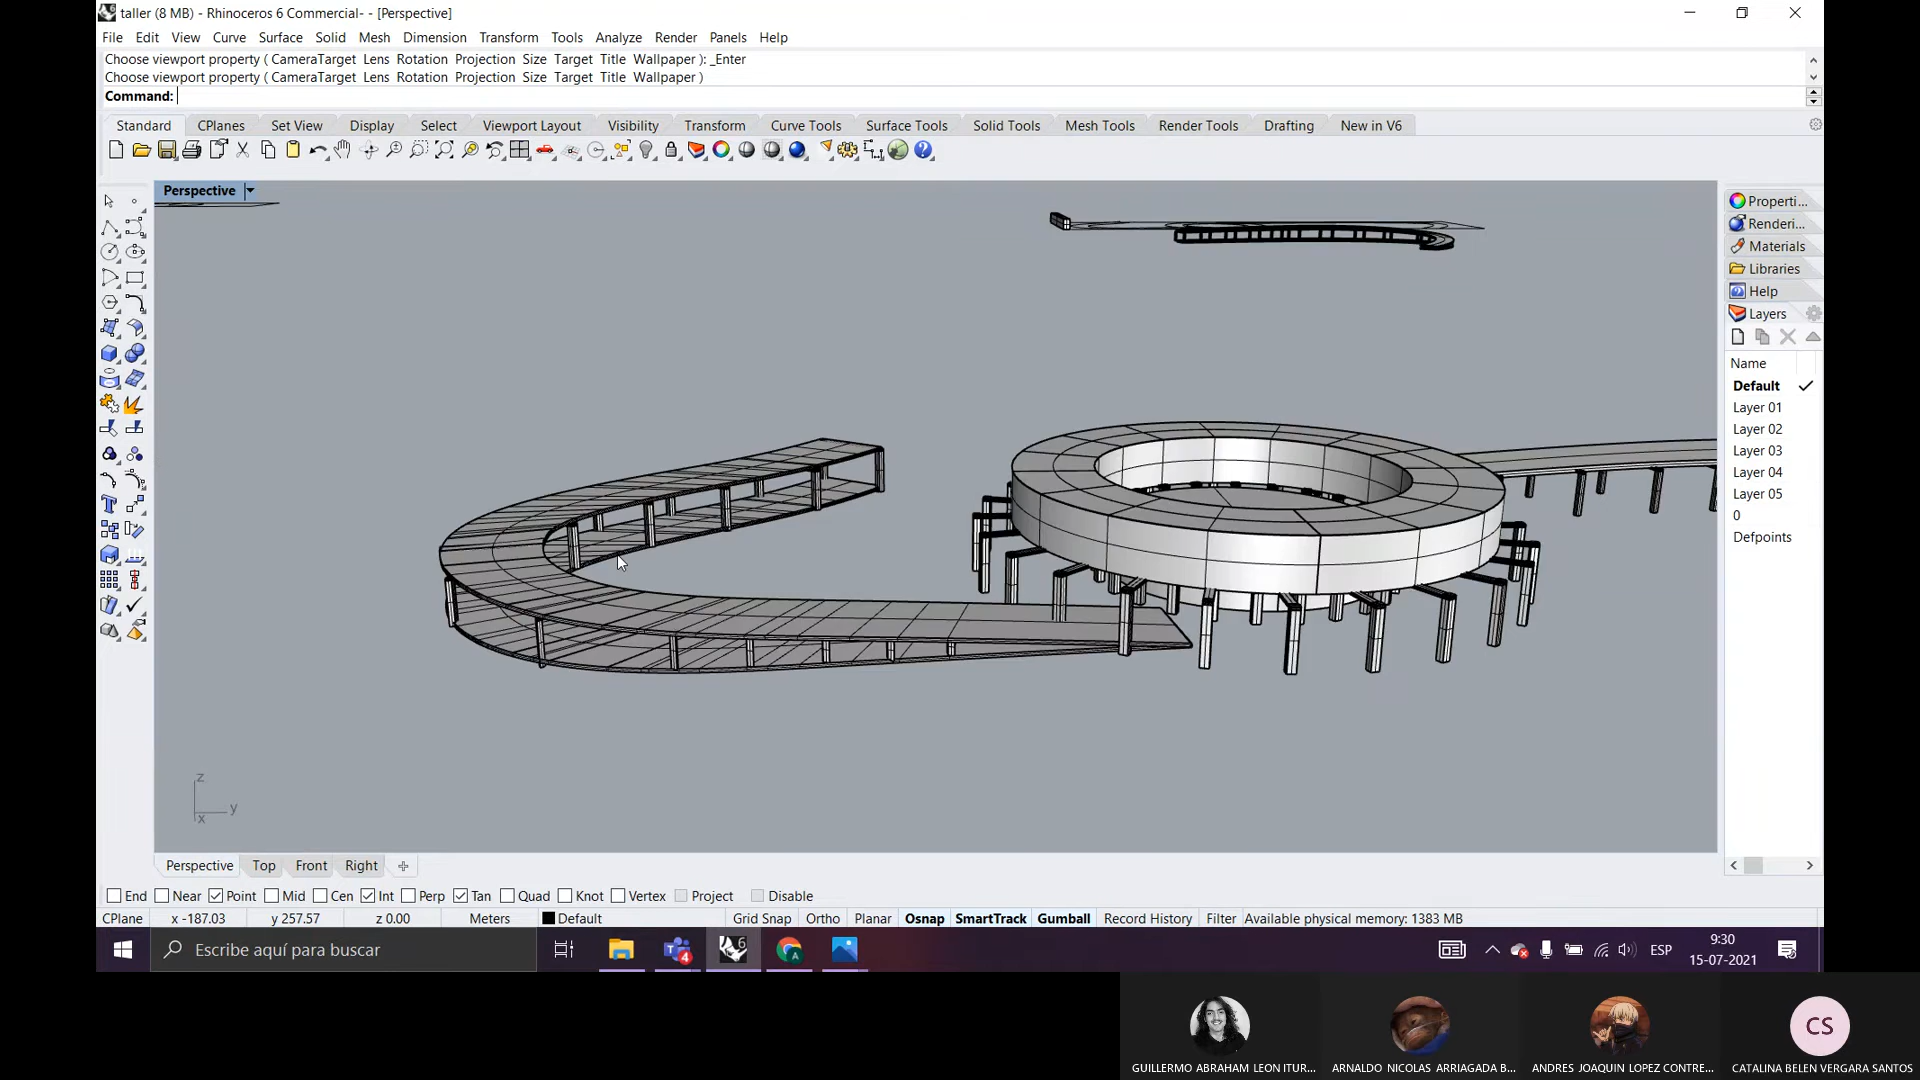 taller (8 MB) - Rhinoceros 6 Commercial- - [Perspective]
File Edit View Curve Surface Solid Mesh Dimension Transform Tools Analyze Render Panels Help
Choose viewport property ( CameraTarget Lens Rotation Projection Size Target Title Wallpaper ): _Enter
Choose viewport property ( CameraTarget Lens Rotation Projection Size Target Title Wallpaper )
Command:
Standard CPlanes Set View Display Select Viewport Layout Visibility Transform Curve Tools Surface Tools Solid Tools Mesh Tools Render Tools Drafting New in V6
Perspective
Properti...
Renderi...
Materials
Libraries
Help
Layers
Name
Default
Layer 01
Layer 02
Layer 03
Layer 04
Layer 05
0
Defpoints
z
y
x
Perspective Top Front Right
End Near Point Mid Cen Int Perp Tan Quad Knot Vertex Project Disable
CPlane x -187.03 y 257.57 z 0.00 Meters Default Grid Snap Ortho Planar Osnap SmartTrack Gumball Record History Filter Available physical memory: 1383 MB
Escribe aquí para buscar
4
6
A
ESP
9:30
15-07-2021
CS
GUILLERMO ABRAHAM LEON ITUR... ARNALDO NICOLAS ARRIAGADA B... ANDRES JOAQUIN LOPEZ CONTRE... CATALINA BELEN VERGARA SANTOS